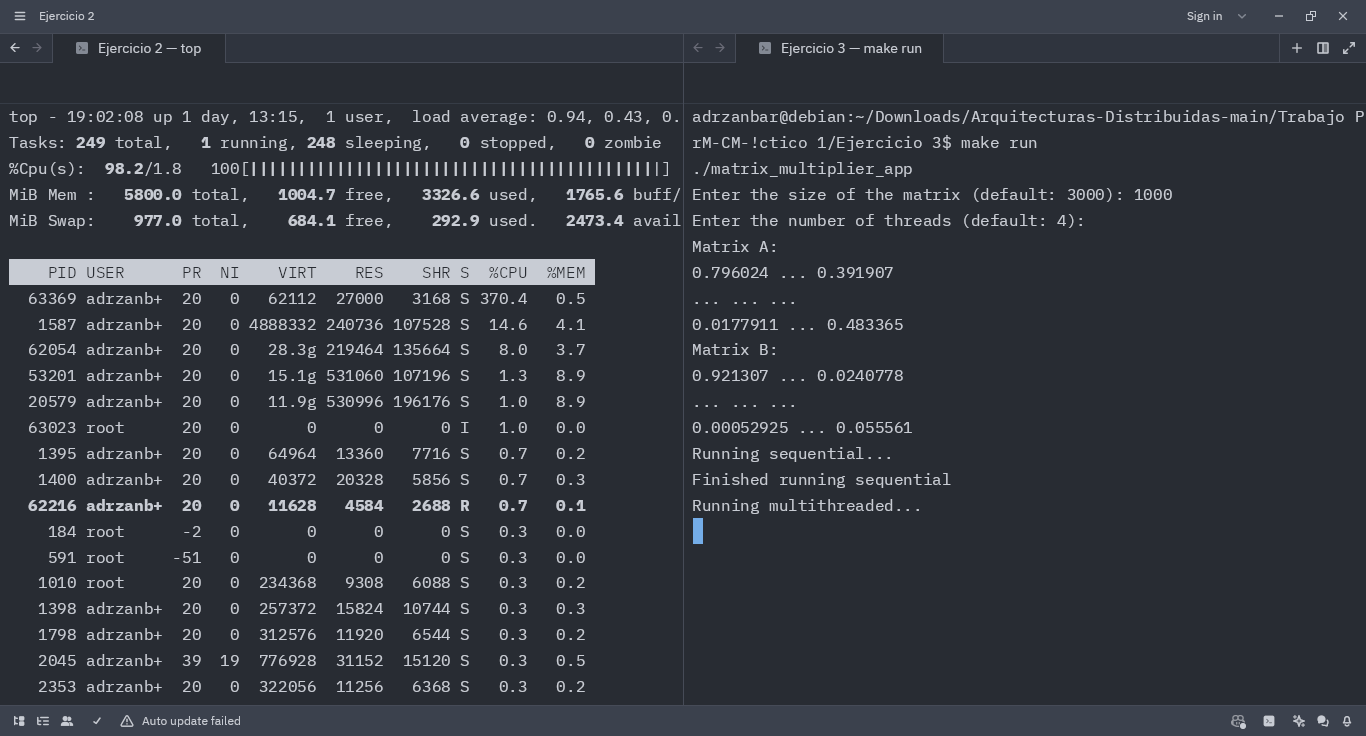 Ejercicio 2
Sign in
Ejercicio 2 — top
top - 19:02:08 up 1 day, 13:15,  1 user,  load average: 0.94, 0.43, 0.
Tasks: 249 total,   1 running, 248 sleeping,   0 stopped,   0 zombie
%Cpu(s):  98.2/1.8   100[||||||||||||||||||||||||||||||||||||||||||]
MiB Mem :   5800.0 total,   1004.7 free,   3326.6 used,   1765.6 buff/
MiB Swap:    977.0 total,    684.1 free,    292.9 used.   2473.4 avail
PID USER      PR  NI    VIRT    RES    SHR S  %CPU  %MEM
63369 adrzanb+  20   0   62112  27000   3168 S 370.4   0.5
1587 adrzanb+  20   0 4888332 240736 107528 S  14.6   4.1
62054 adrzanb+  20   0   28.3g 219464 135664 S   8.0   3.7
53201 adrzanb+  20   0   15.1g 531060 107196 S   1.3   8.9
20579 adrzanb+  20   0   11.9g 530996 196176 S   1.0   8.9
63023 root      20   0       0      0      0 I   1.0   0.0
1395 adrzanb+  20   0   64964  13360   7716 S   0.7   0.2
1400 adrzanb+  20   0   40372  20328   5856 S   0.7   0.3
62216 adrzanb+  20   0   11628   4584   2688 R   0.7   0.1
184 root      -2   0       0      0      0 S   0.3   0.0
591 root     -51   0       0      0      0 S   0.3   0.0
1010 root      20   0  234368   9308   6088 S   0.3   0.2
1398 adrzanb+  20   0  257372  15824  10744 S   0.3   0.3
1798 adrzanb+  20   0  312576  11920   6544 S   0.3   0.2
2045 adrzanb+  39  19  776928  31152  15120 S   0.3   0.5
2353 adrzanb+  20   0  322056  11256   6368 S   0.3   0.2
Ejercicio 3 — make run
adrzanbar@debian:~/Downloads/Arquitecturas-Distribuidas-main/Trabajo P
rM-CM-!ctico 1/Ejercicio 3$ make run
./matrix_multiplier_app
Enter the size of the matrix (default: 3000): 1000
Enter the number of threads (default: 4):
Matrix A:
0.796024 ... 0.391907
... ... ...
0.0177911 ... 0.483365
Matrix B:
0.921307 ... 0.0240778
... ... ...
0.00052925 ... 0.055561
Running sequential...
Finished running sequential
Running multithreaded...
Auto update failed